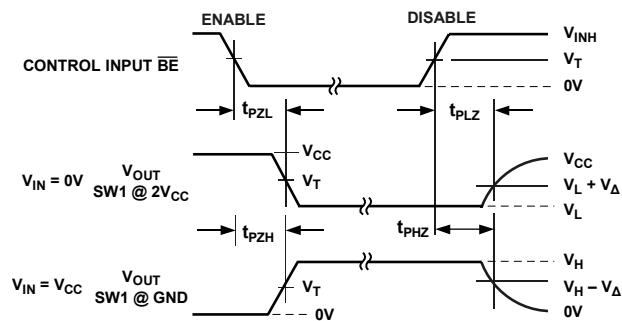 ENABLE DISABLE
CONTROL INPUT BE
V_INH
V_T
0V
t_PZL t_PLZ
V_IN = 0V V_OUT
SW1 @ 2V_CC
V_CC
V_T
V_CC
V_L + V_Δ
V_L
t_PZH t_PHZ
V_IN = V_CC V_OUT
SW1 @ GND
V_T
0V
V_H
V_H – V_Δ
0V